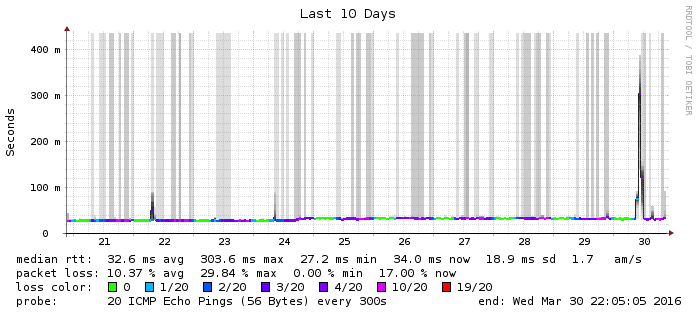 Last 10 Days
RRDTOOL / TOBI OETIKER
Seconds
400 m
300 m
200 m
100 m
0
21 22 23 24 25 26 27 28 29 30
median rtt: 32.6 ms avg 303.6 ms max 27.2 ms min 34.0 ms now 18.9 ms sd 1.7 am/s
packet loss: 10.37 % avg 29.84 % max 0.00 % min 17.00 % now
loss color: 0 1/20 2/20 3/20 4/20 10/20 19/20
probe: 20 ICMP Echo Pings (56 Bytes) every 300s end: Wed Mar 30 22:05:05 2016